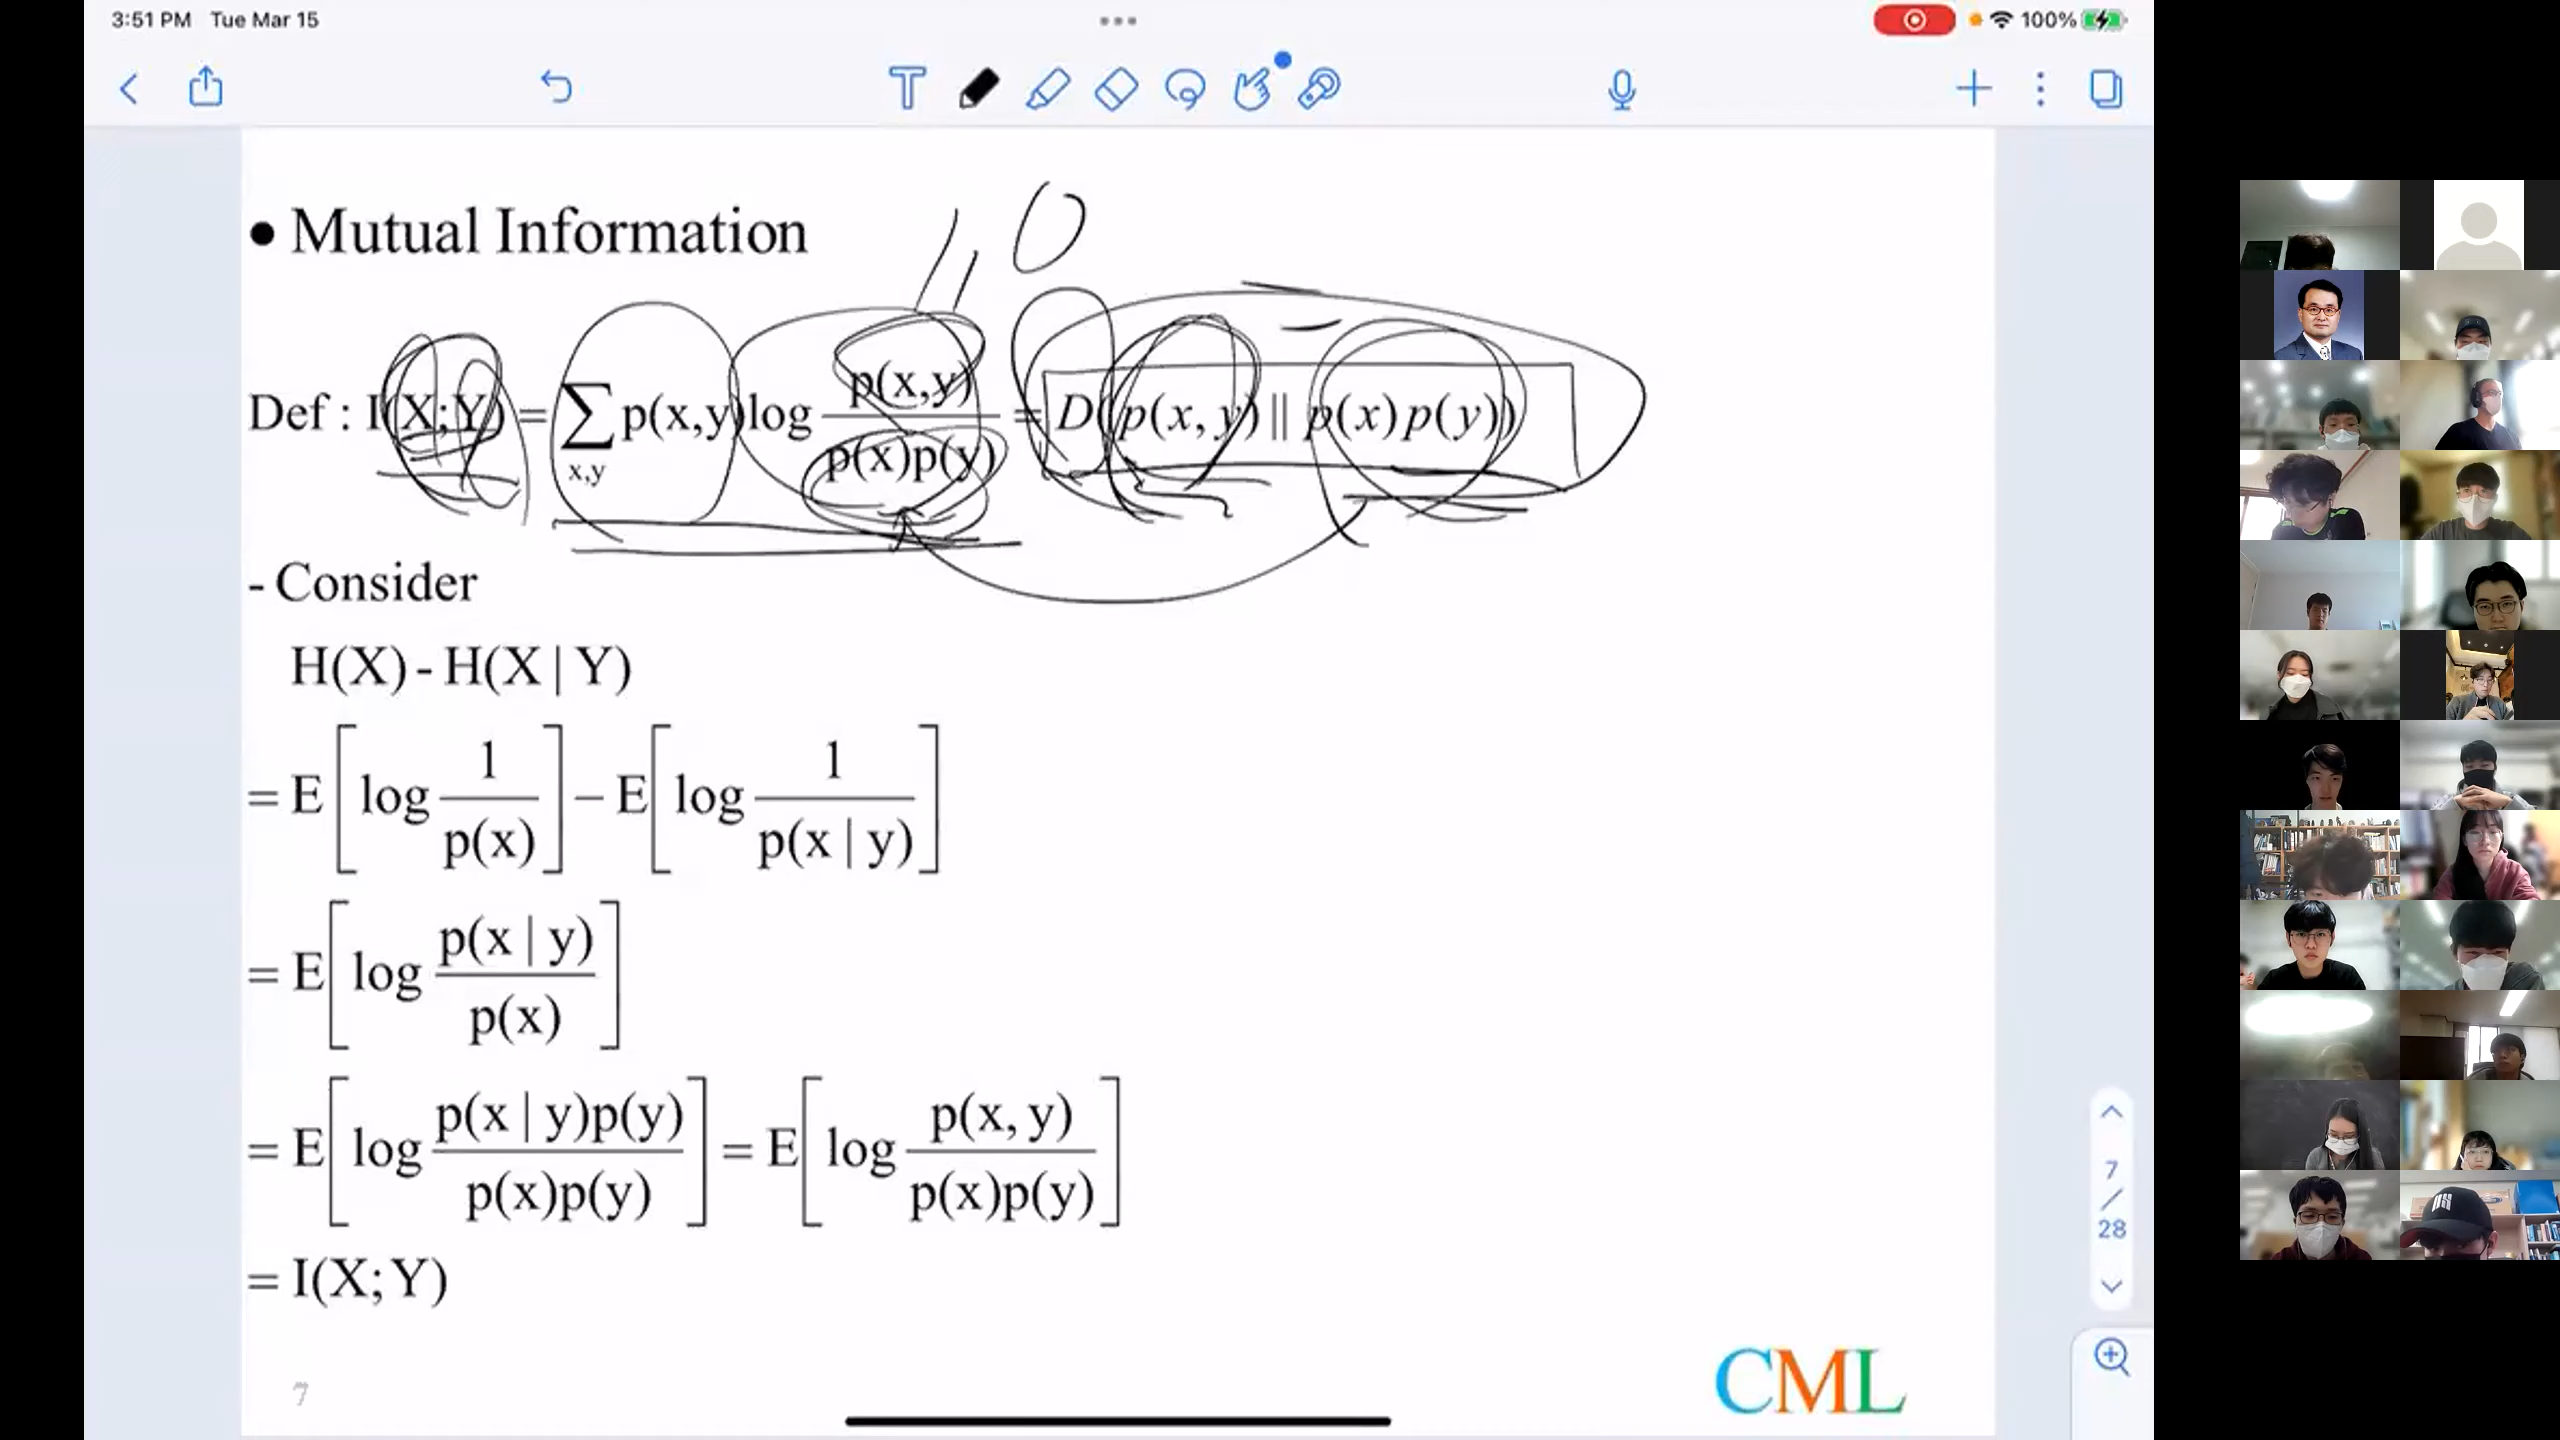 3:51 PM Tue Mar 15
100%
T
• Mutual Information
0
Def : I(X;Y) = ∑ p(x,y)log p(x,y) / p(x)p(y) = D(p(x, y) || p(x) p(y))
x,y
- Consider
H(X) - H(X | Y)
= E[log 1 / p(x)] − E[log 1 / p(x | y)]
= E[log p(x | y) / p(x)]
= E[log p(x | y)p(y) / p(x)p(y)] = E[log p(x, y) / p(x)p(y)]
= I(X; Y)
7
/
28
CML
7